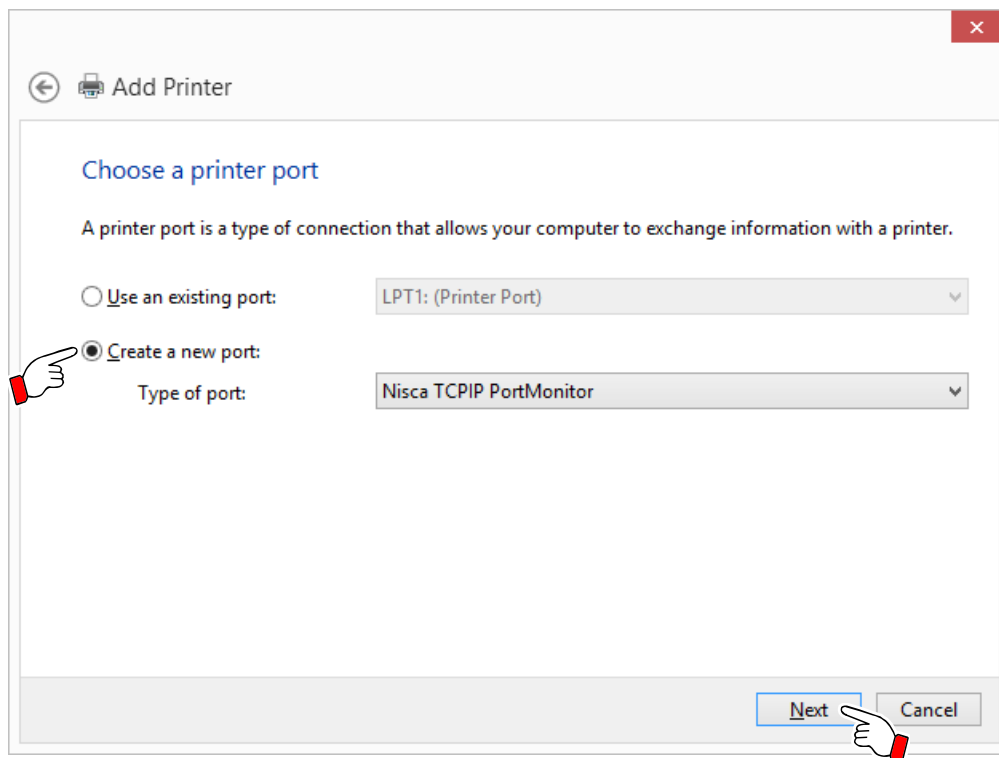 Add Printer
Choose a printer port
A printer port is a type of connection that allows your computer to exchange information with a printer.
Use an existing port: LPT1: (Printer Port)
Create a new port:
Type of port: Nisca TCPIP PortMonitor
Next Cancel